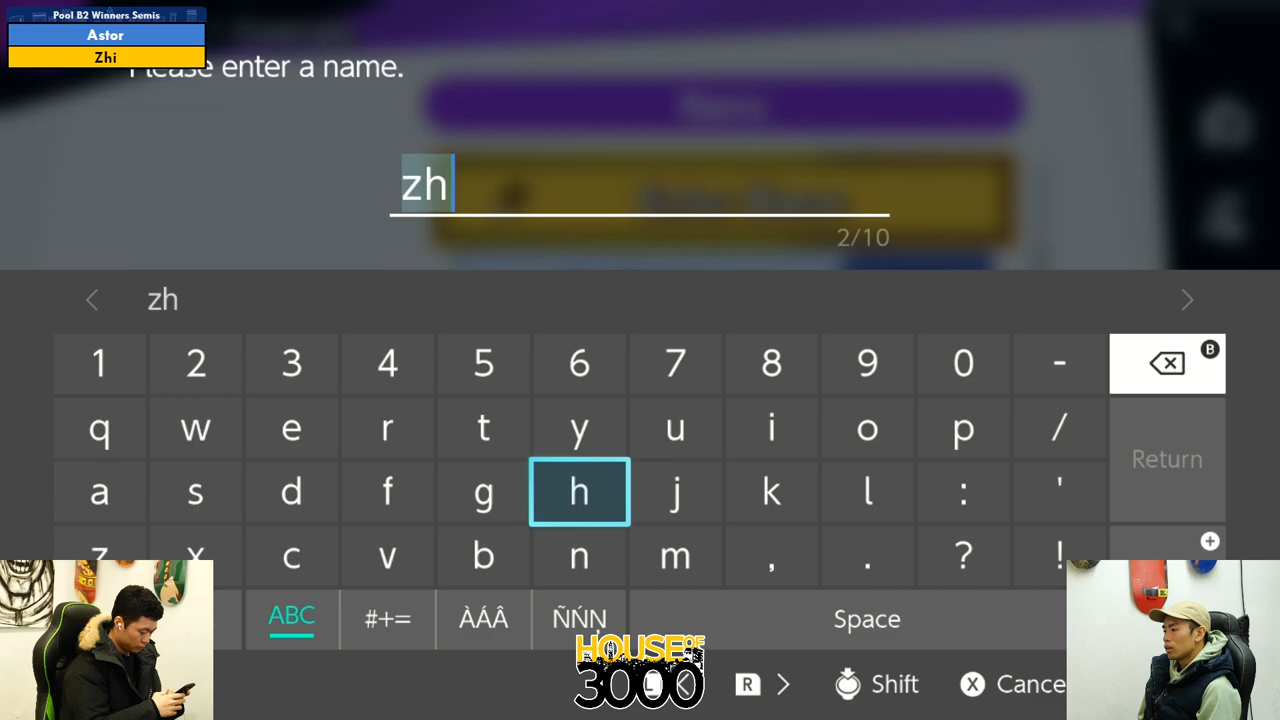 Pool B2 Winners Semis
Astor
Zhi
Please enter a name.
zh
2/10
zh
1 2 3 4 5 6 7 8 9 0 - B
q w e r t y u i o p /
Return
a s d f g h j k l : '
z x c v b n m , . ? ! +
ABC #+= ÀÁÂ ÑŃŅ Space
HOUSE OF
3000
L R Shift X Cance